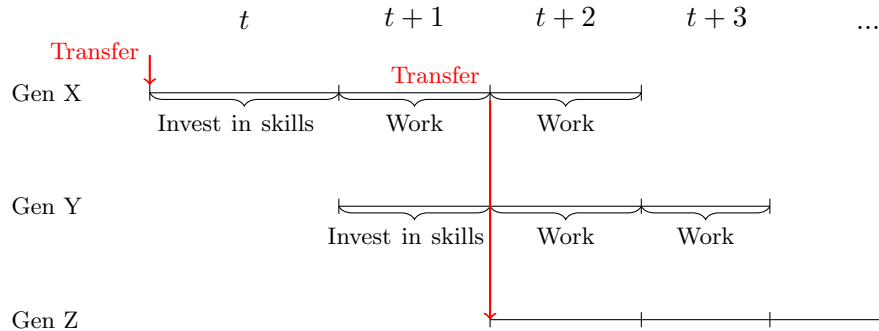 t t + 1 t + 2 t + 3 ...
Transfer
Transfer
Gen X
Invest in skills Work Work
Gen Y
Invest in skills Work Work
Gen Z